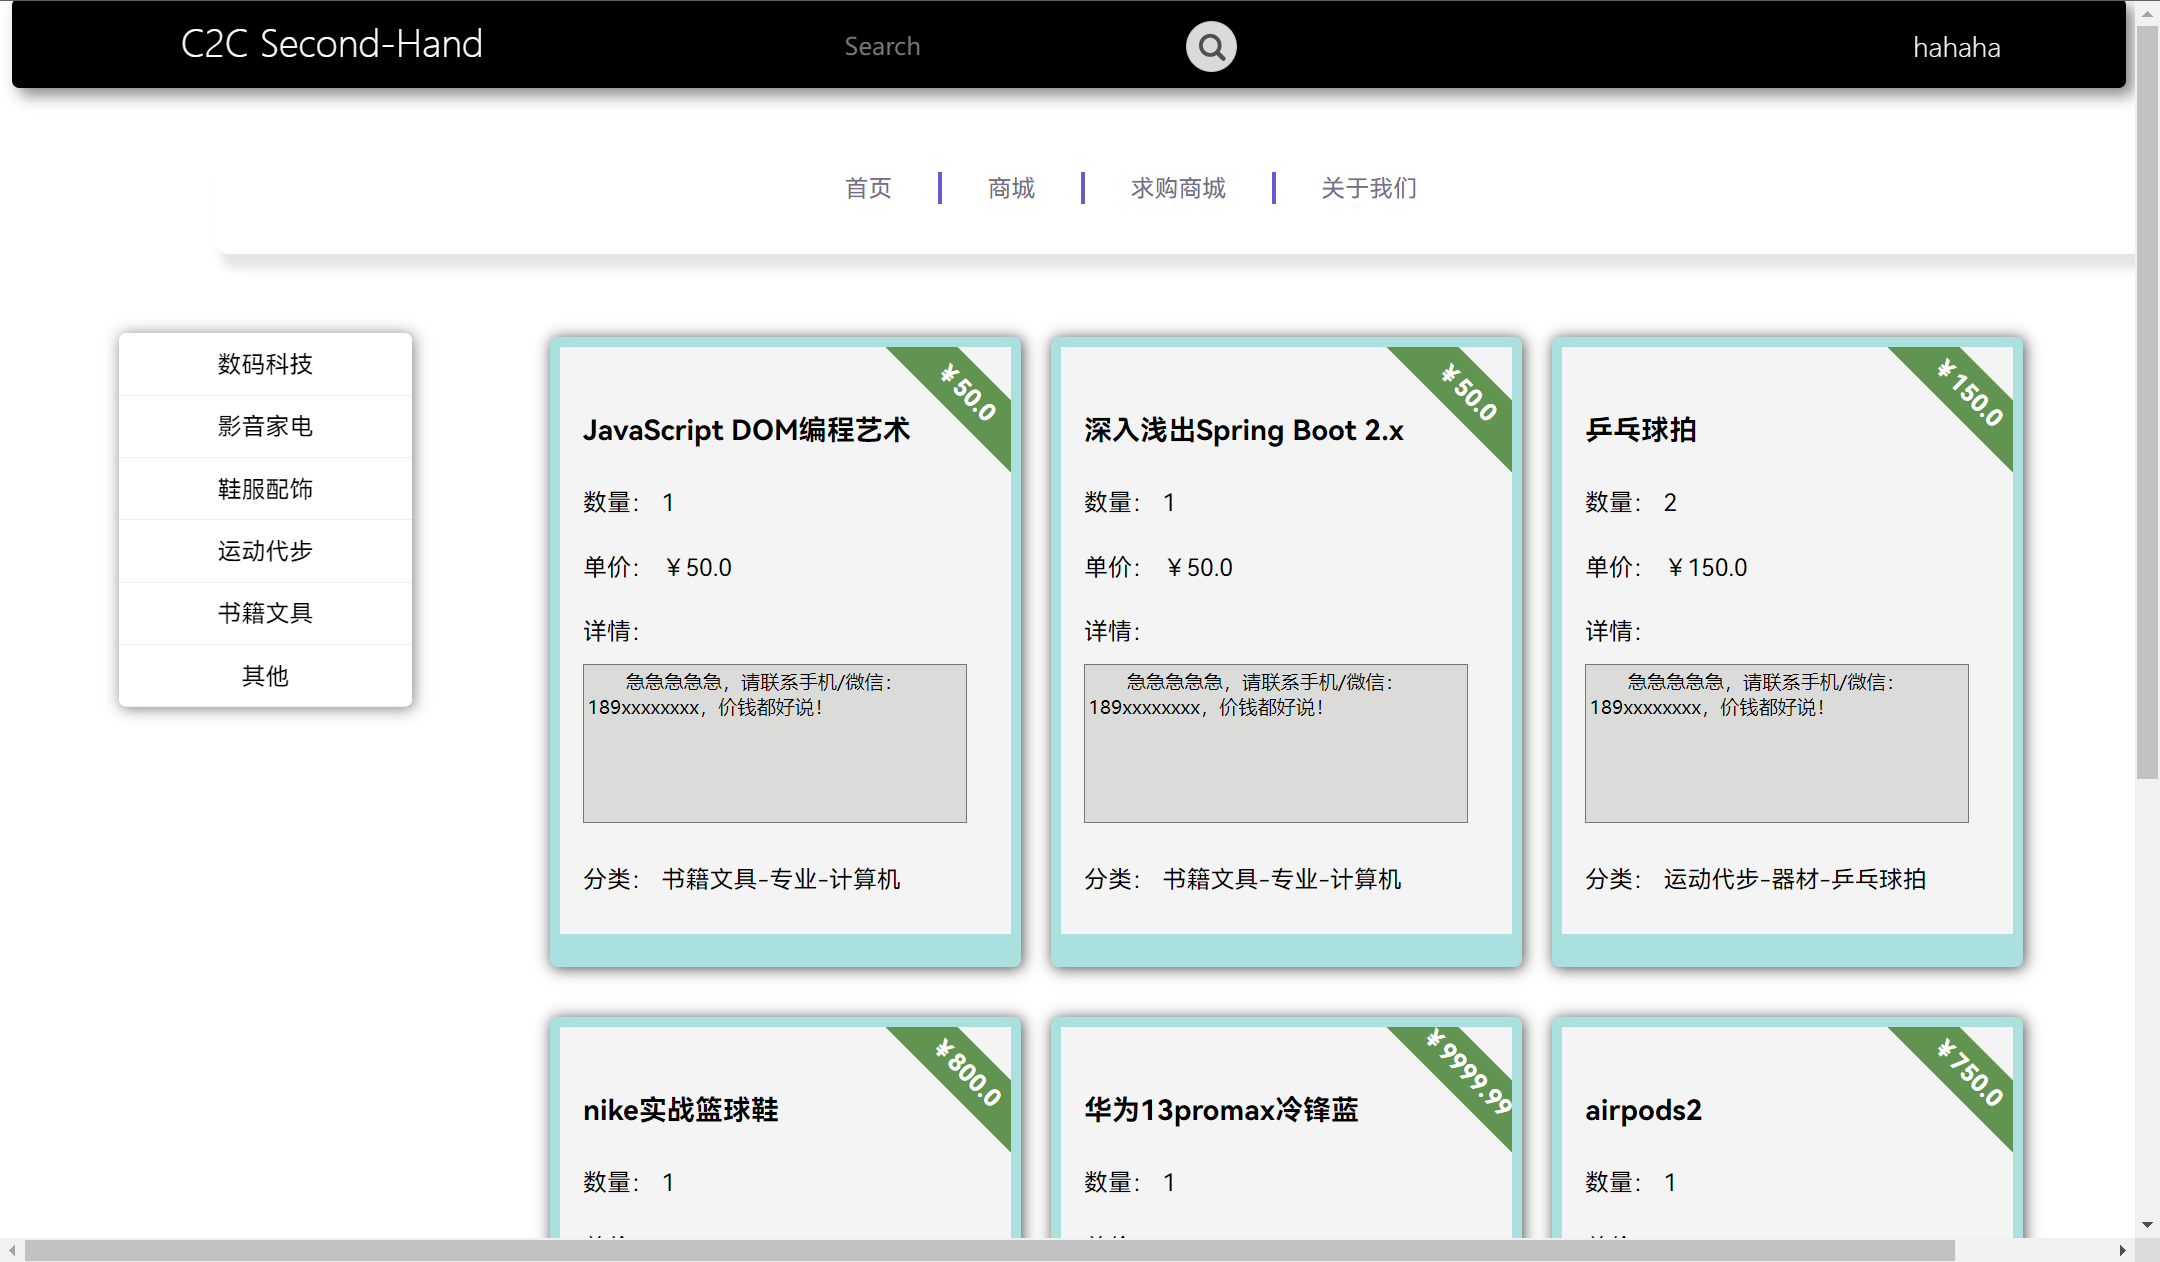 C2C Second-Hand
Search
hahaha
首页
商城
求购商城
关于我们
数码科技
影音家电
鞋服配饰
运动代步
书籍文具
其他
￥50.0
JavaScript DOM编程艺术
数量： 1
单价： ￥50.0
详情：
急急急急急，请联系手机/微信：
189xxxxxxxx，价钱都好说！
分类： 书籍文具-专业-计算机
￥50.0
深入浅出Spring Boot 2.x
数量： 1
单价： ￥50.0
详情：
急急急急急，请联系手机/微信：
189xxxxxxxx，价钱都好说！
分类： 书籍文具-专业-计算机
￥150.0
乒乓球拍
数量： 2
单价： ￥150.0
详情：
急急急急急，请联系手机/微信：
189xxxxxxxx，价钱都好说！
分类： 运动代步-器材-乒乓球拍
￥800.0
nike实战篮球鞋
数量： 1
￥9999.99
华为13promax冷锋蓝
数量： 1
￥750.0
airpods2
数量： 1